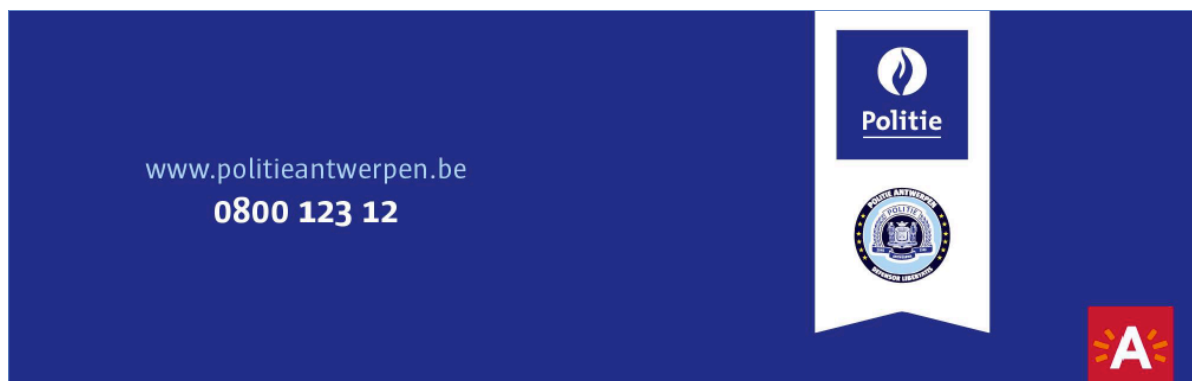 www.politieantwerpen.be
0800 123 12
Politie
POLITIE ANTWERPEN
POLITIE
DEFENSOR LIBERTATIS
A